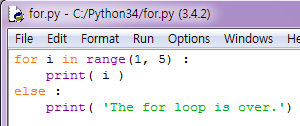 for.py - C:/Python34/for.py (3.4.2)
File Edit Format Run Options Windows He
for i in range(1, 5) :
    print( i )
else :
    print( 'The for loop is over.')